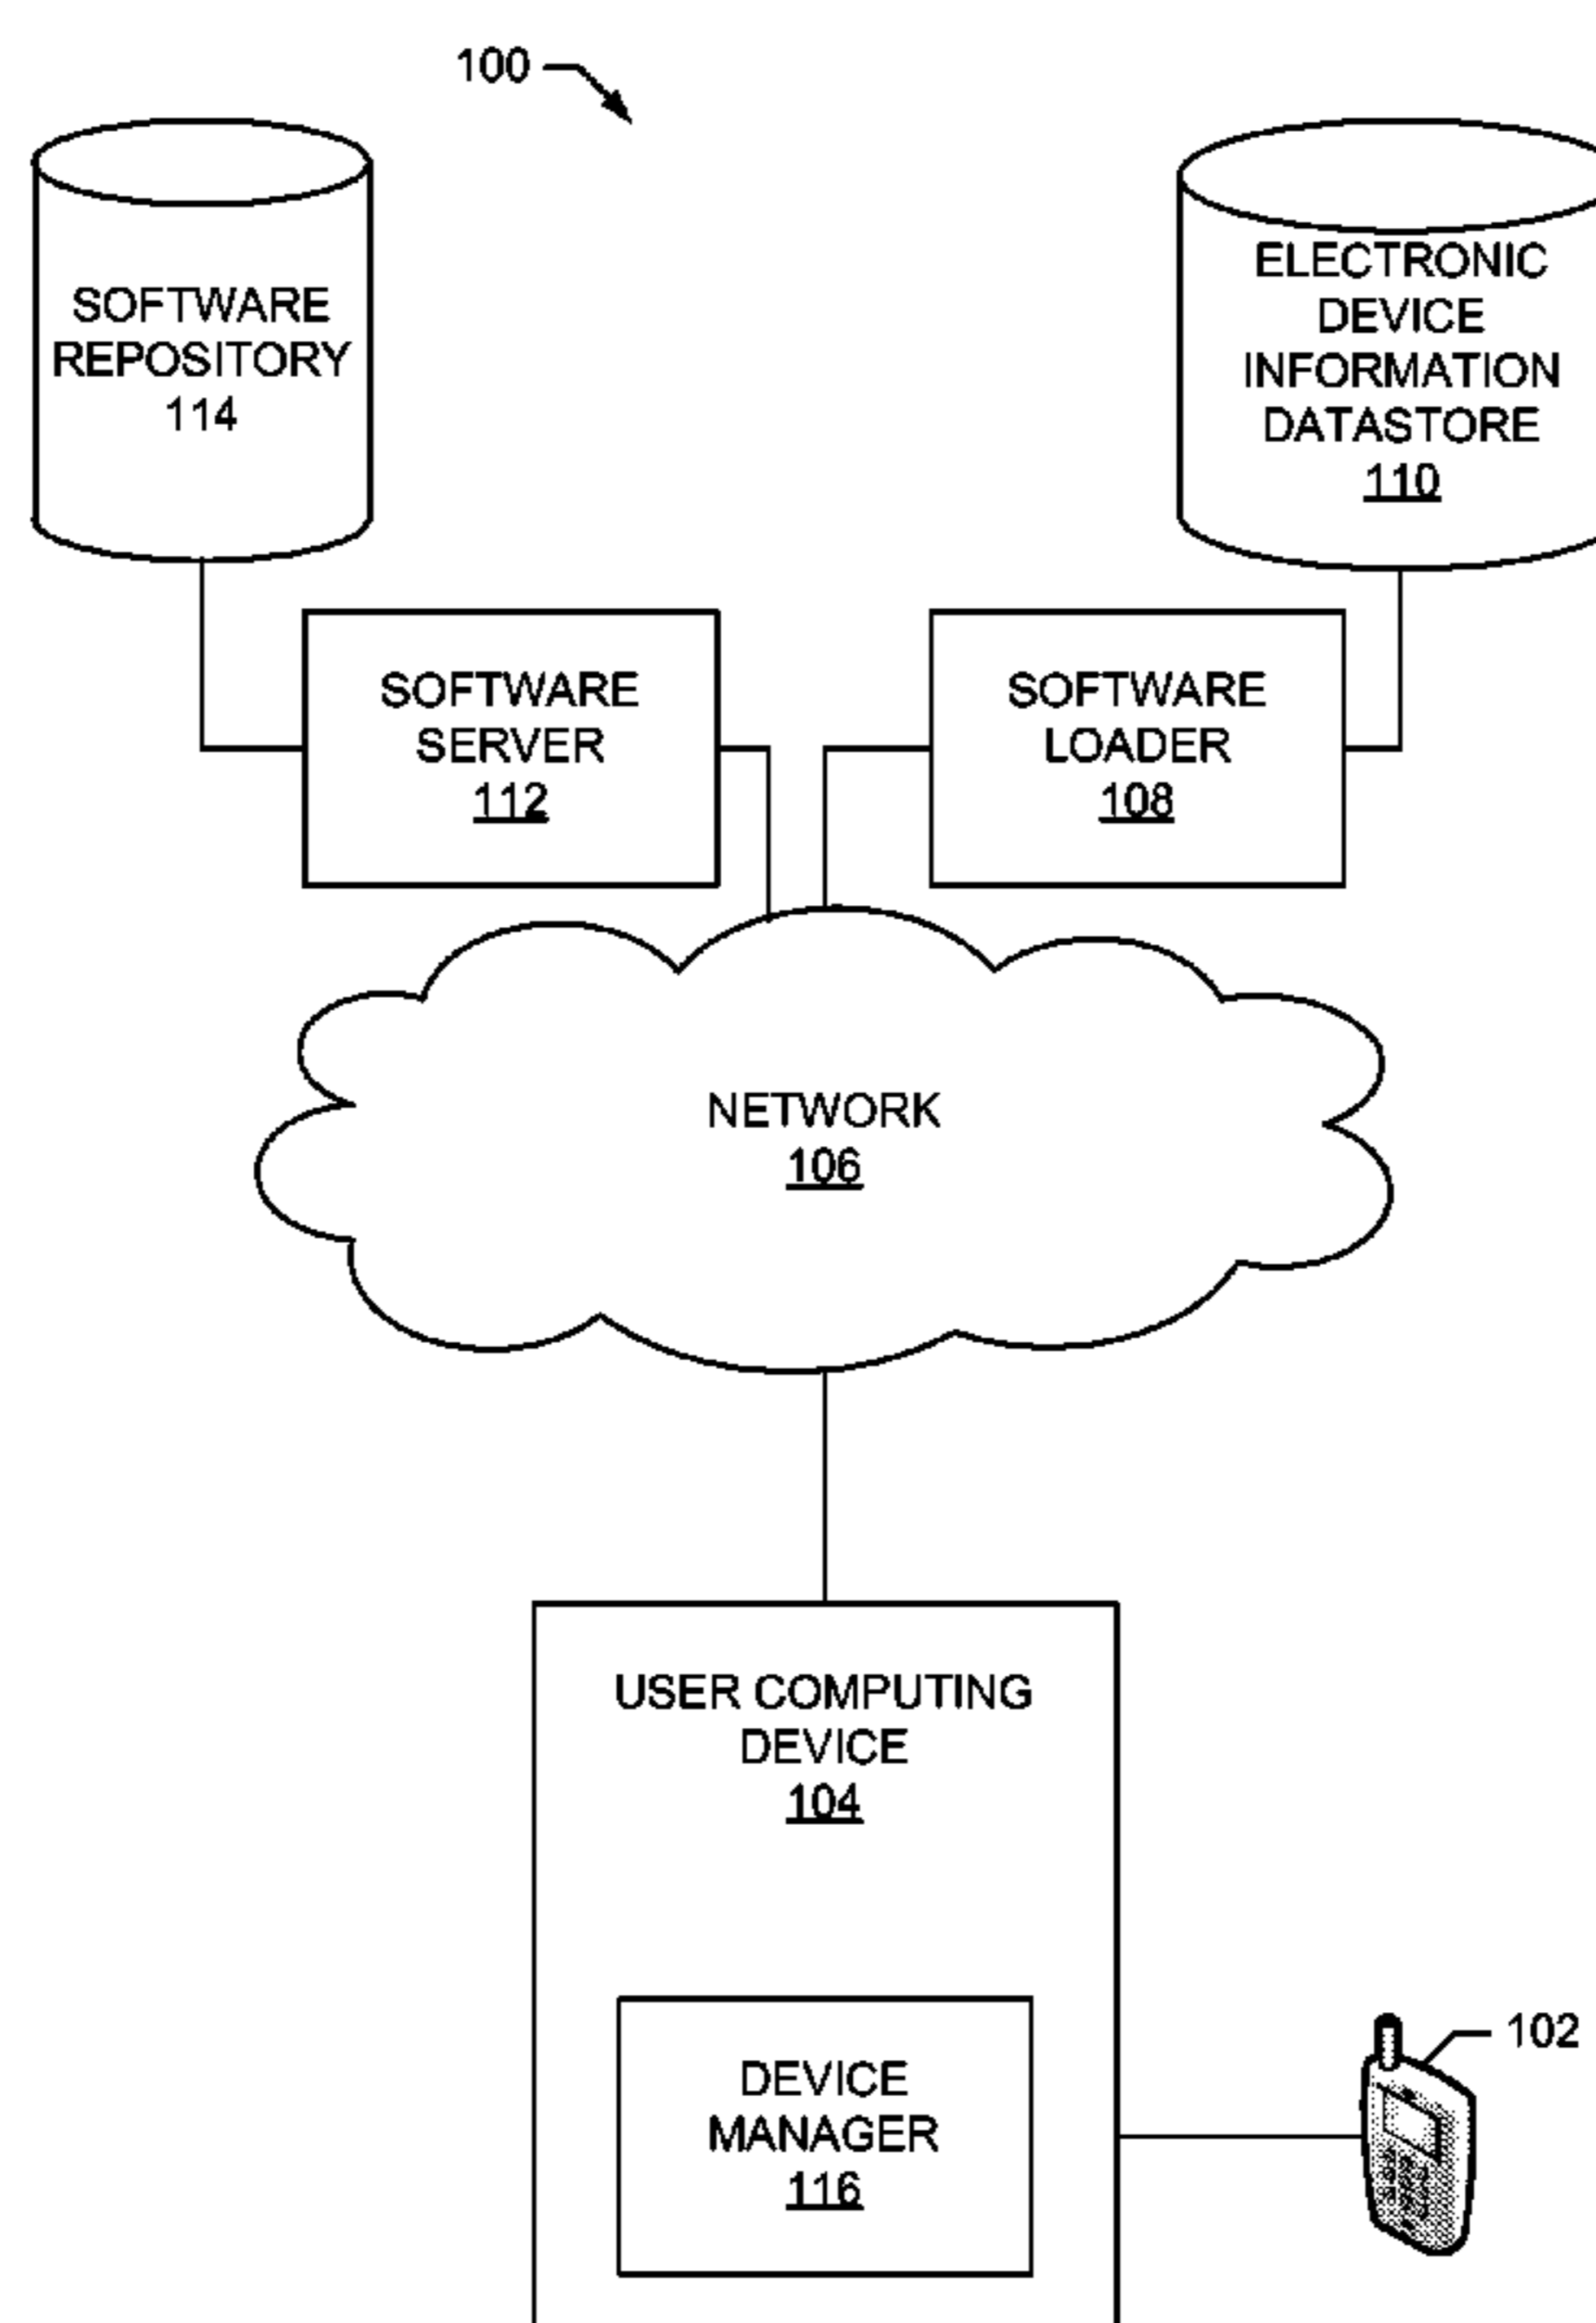 100
SOFTWARE
REPOSITORY
114
ELECTRONIC
DEVICE
INFORMATION
DATASTORE
110
SOFTWARE
SERVER
112
SOFTWARE
LOADER
108
NETWORK
106
USER COMPUTING
DEVICE
104
DEVICE
MANAGER
116
102